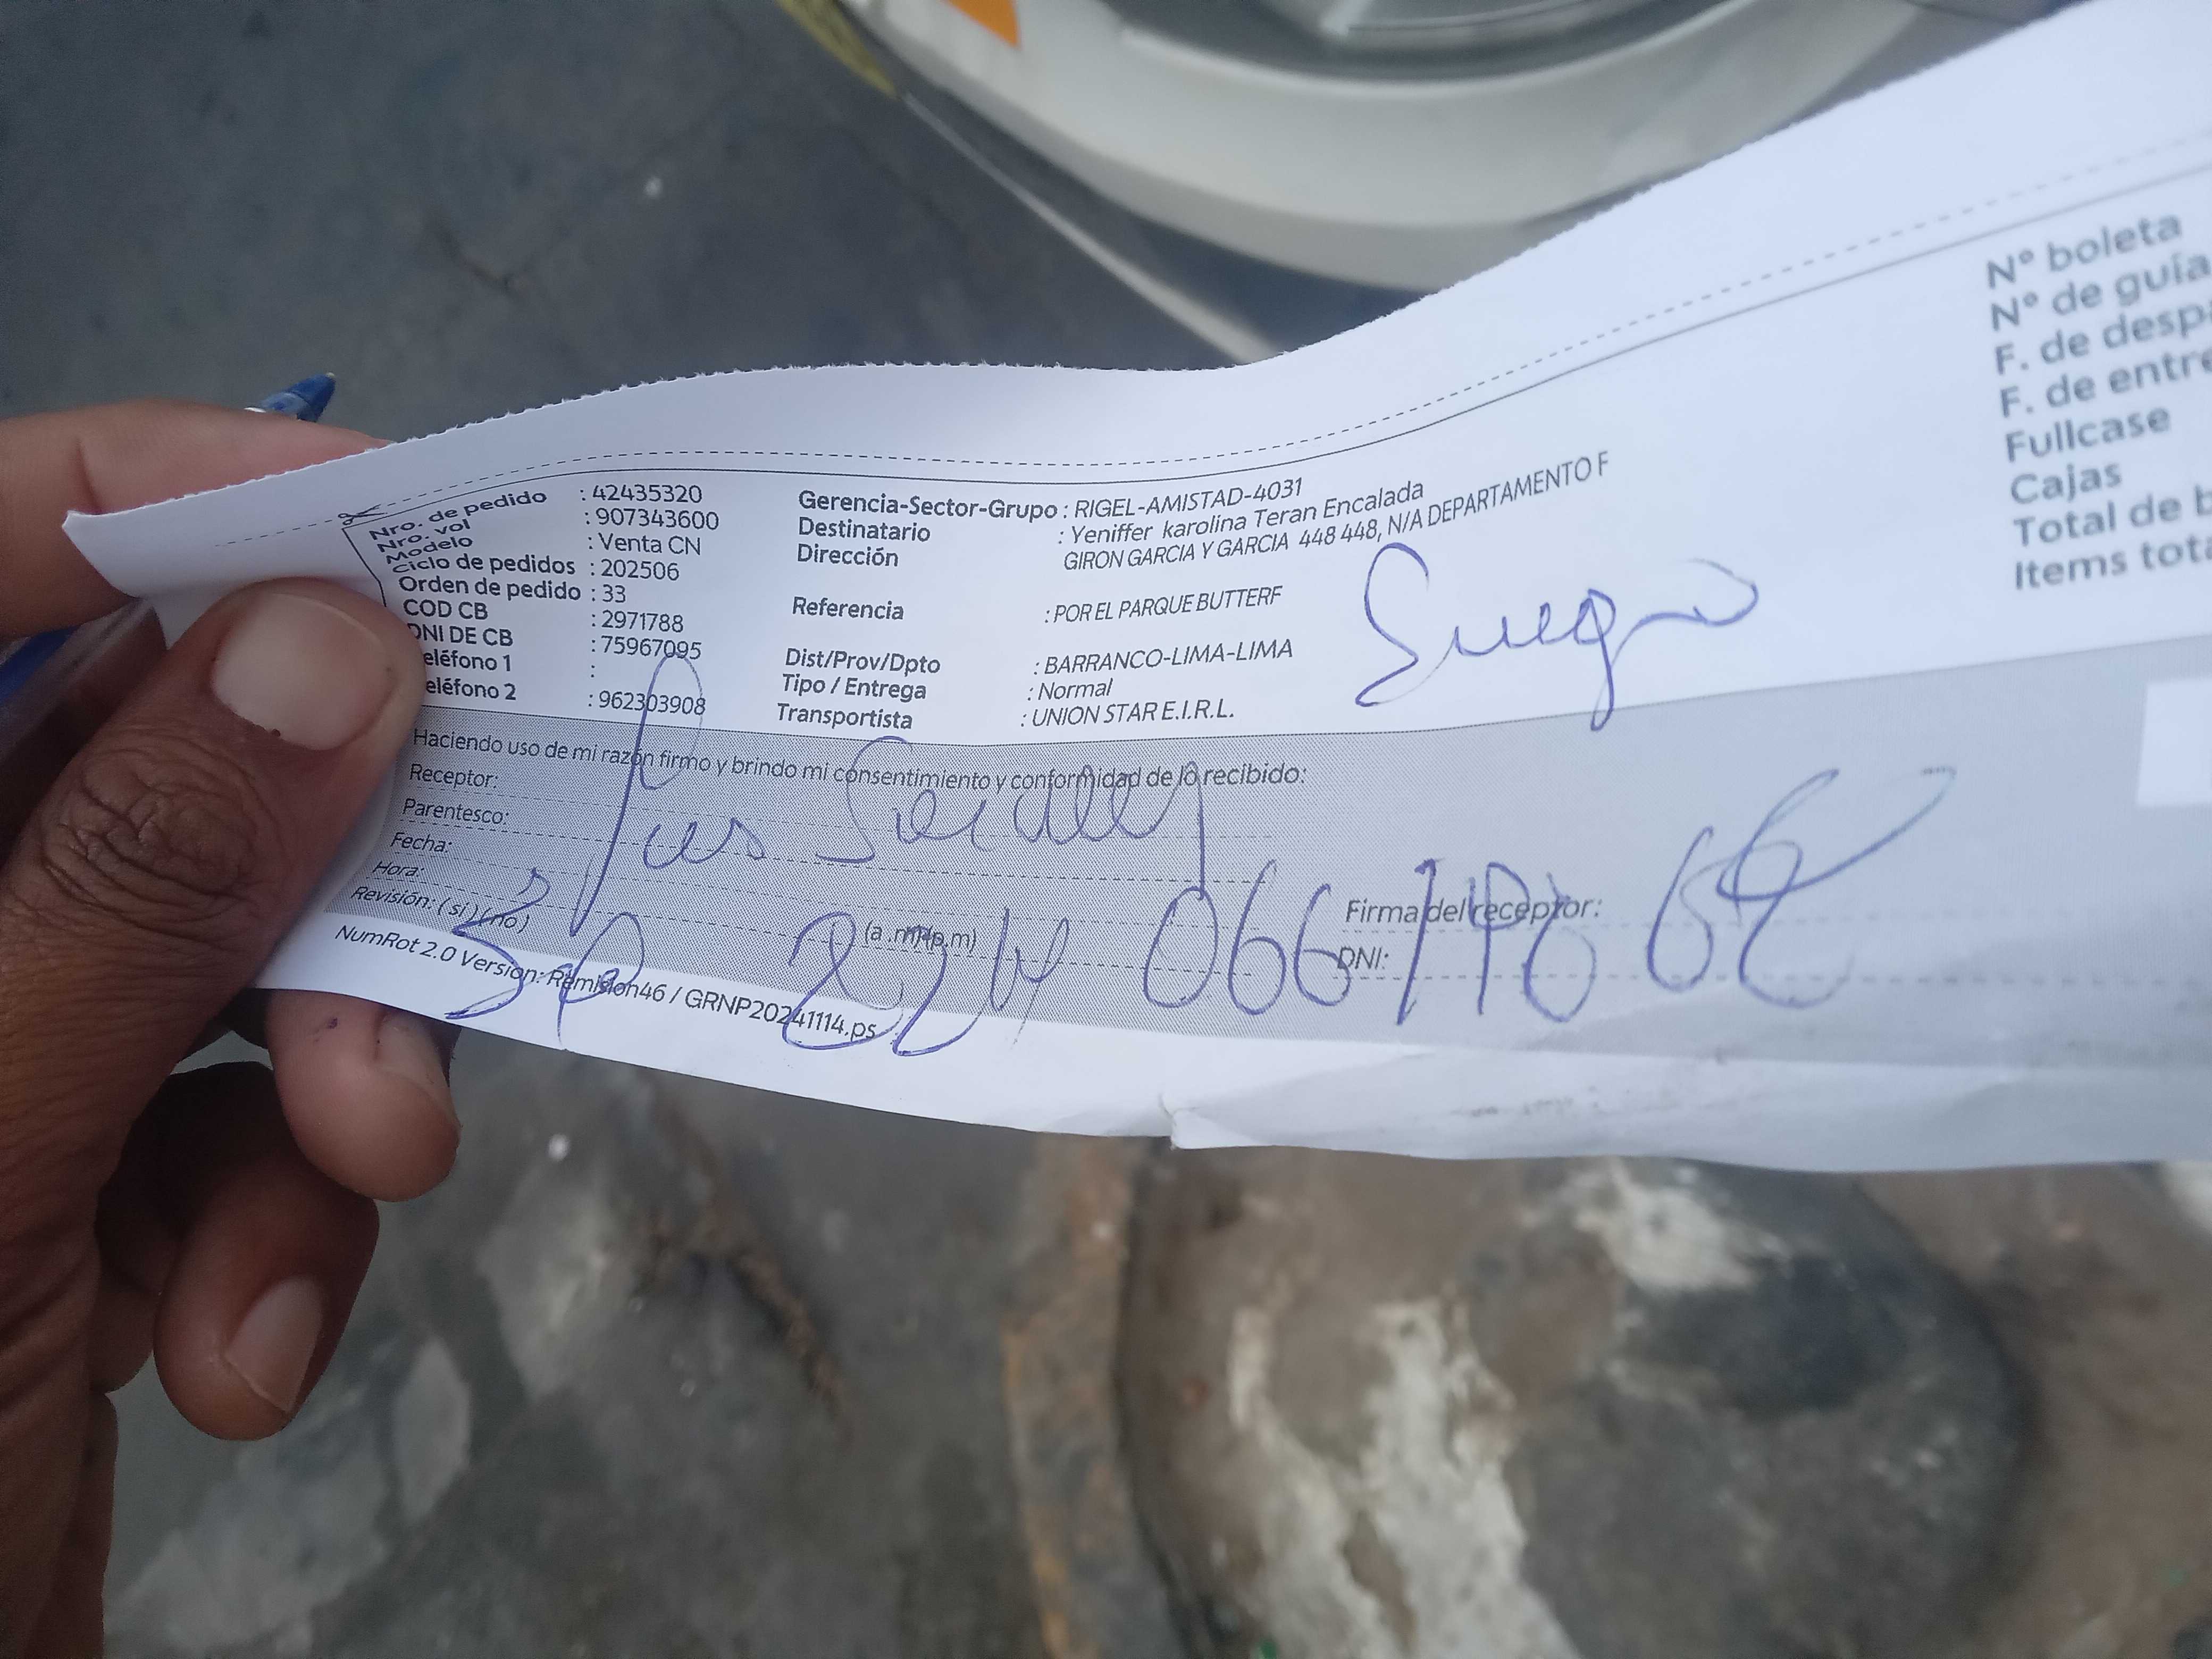 Nro. de pedido : 42435320
Nro. vol : 907343600
Modelo : Venta CN
Ciclo de pedidos : 202506
Orden de pedido : 33
COD CB : 2971788
DNI DE CB : 75967095
eléfono 1 :
eléfono 2 : 962303908
Gerencia-Sector-Grupo : RIGEL-AMISTAD-4031
Destinatario : Yeniffer karolina Teran Encalada
Dirección GIRON GARCIA Y GARCIA 448 448, N/A DEPARTAMENTO F
Referencia : POR EL PARQUE BUTTERF
Dist/Prov/Dpto : BARRANCO-LIMA-LIMA
Tipo / Entrega : Normal
Transportista : UNION STAR E.I.R.L.
Suegro
Nº boleta
Nº de guía
F. de despa
F. de entre
Fullcase
Cajas
Total de b
Items tota
Haciendo uso de mi razón firmo y brindo mi consentimiento y conformidad de lo recibido:
Receptor:
Parentesco:
Fecha:
Hora: (a.m)(p.m)
Revisión: (si) (no)
Firma del receptor:
DNI:
NumRot 2.0 Version: Remision46 / GRNP20241114.ps